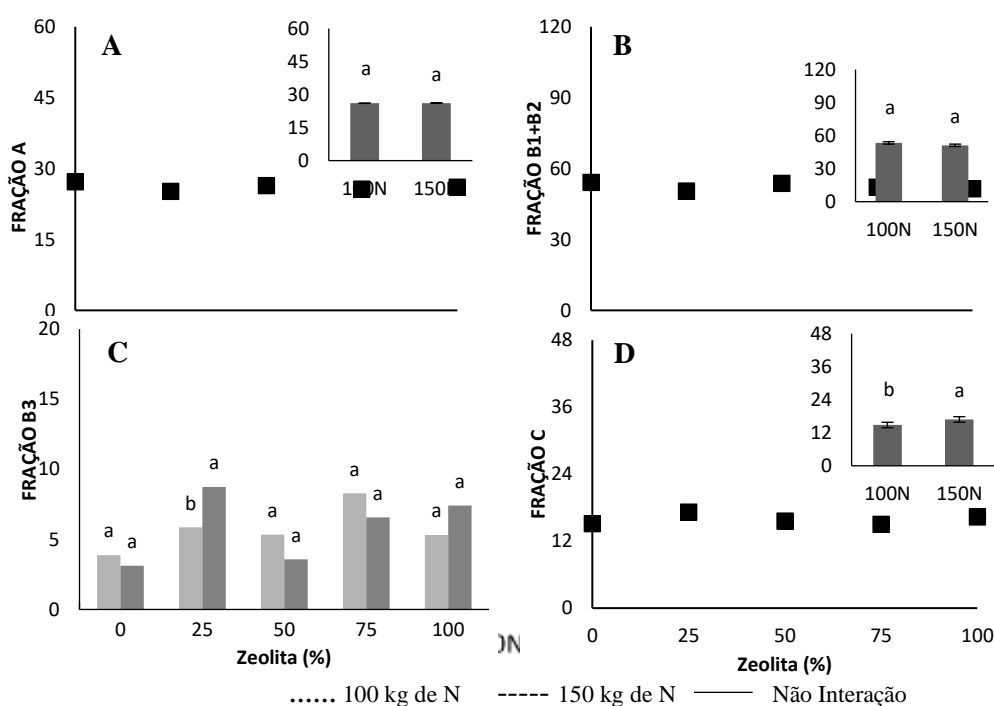 A
FRAÇÃO A
60
45
30
15
0
60
45
30
15
0
a a
150N
B
FRAÇÃO B1+B2
120
90
60
30
0
120
90
60
30
0
a a
100N 150N
C
FRAÇÃO B3
20
15
10
5
0
a a
b a
a a
a a
a a
0 25 50 75 100
Zeolita (%)
D
FRAÇÃO C
48
36
24
12
0
48
36
24
12
0
b a
100N 150N
0 25 50 75 100
Zeolita (%)
...... 100 kg de N ----- 150 kg de N Não Interação